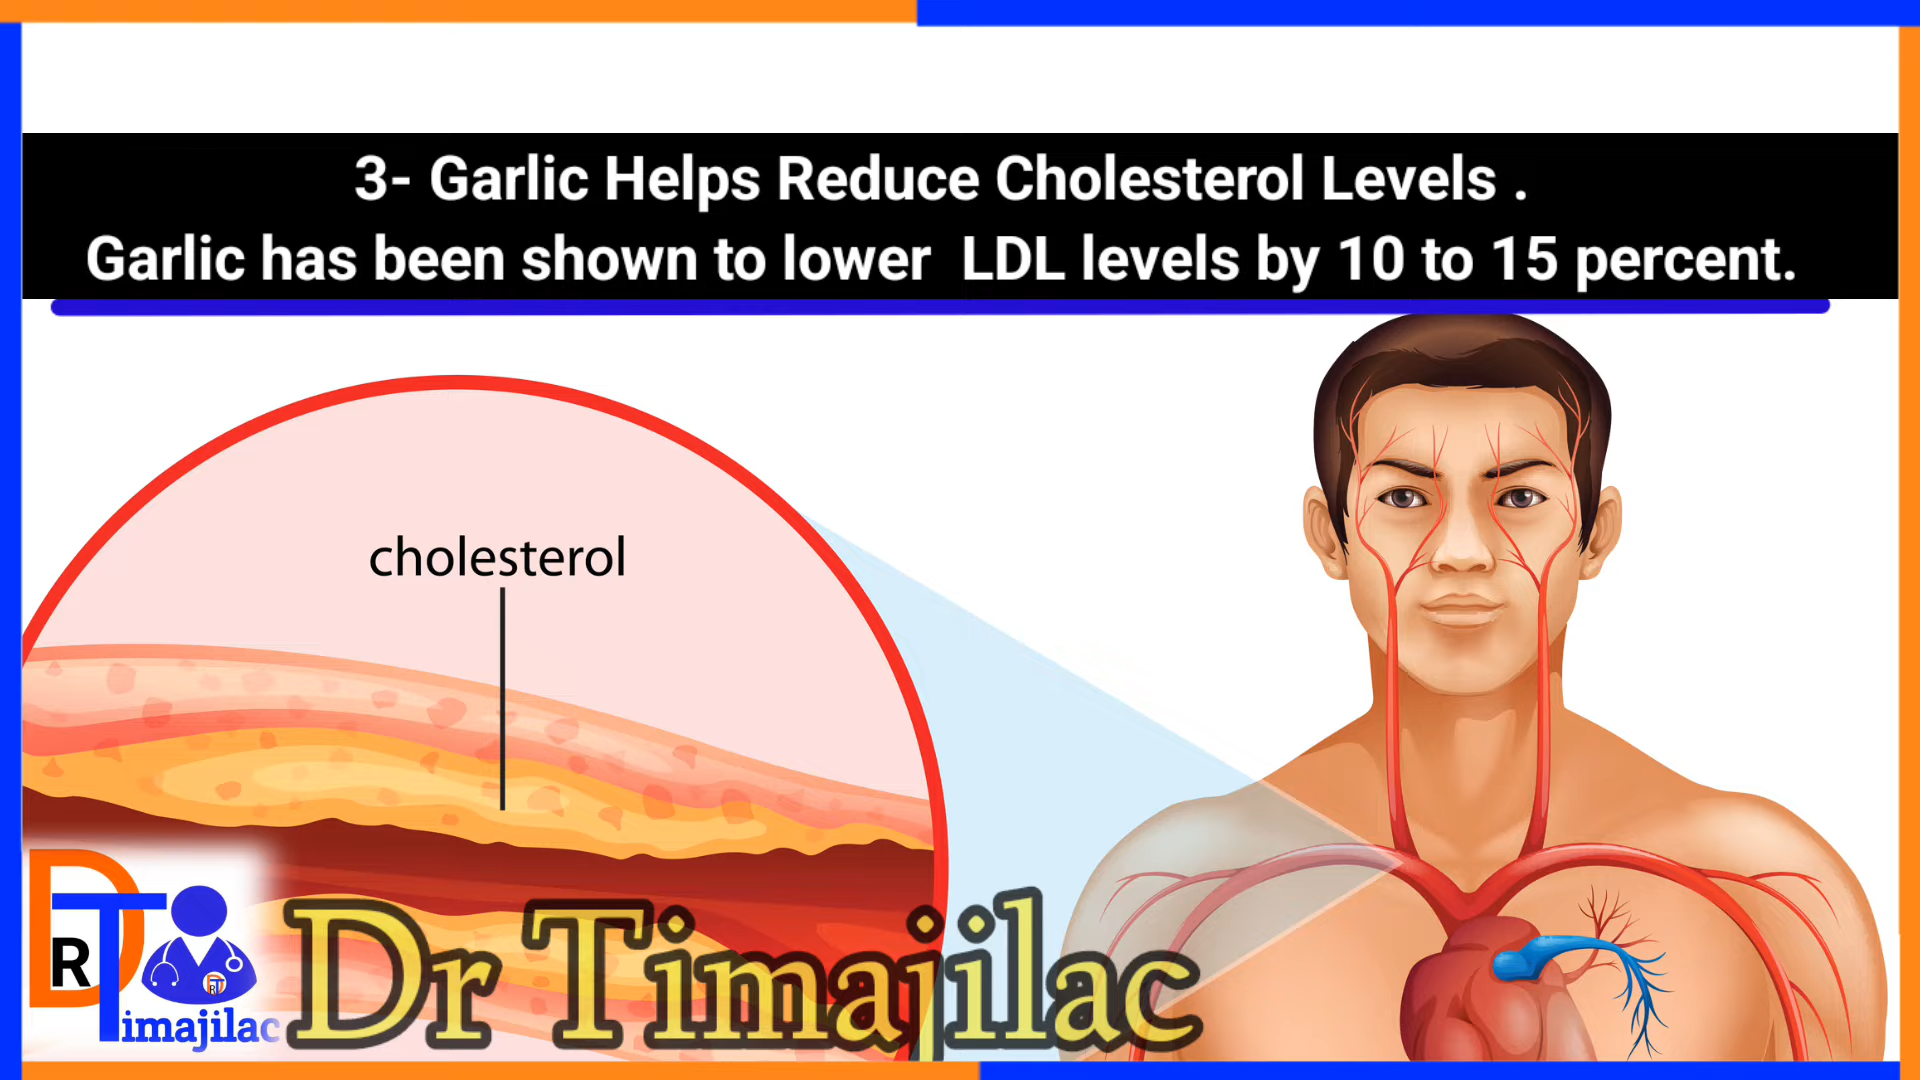 3- Garlic Helps Reduce Cholesterol Levels .
Garlic has been shown to lower LDL levels by 10 to 15 percent.
cholesterol
DR Timajilac
Dr Timajilac